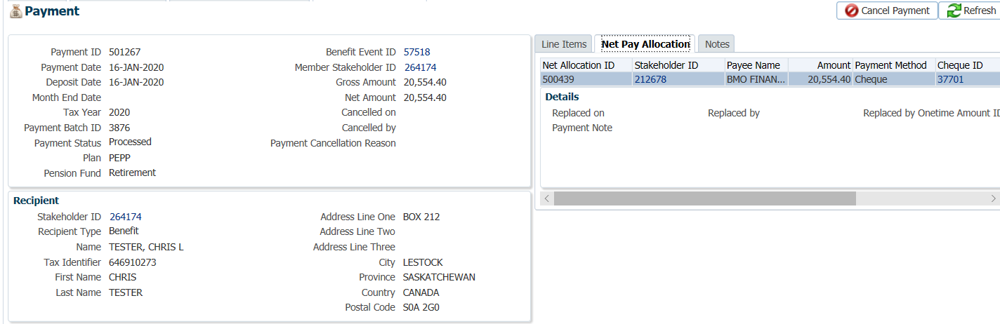 Payment
Cancel Payment
Refresh
Payment ID 501267
Payment Date 16-JAN-2020
Deposit Date 16-JAN-2020
Month End Date
Tax Year 2020
Payment Batch ID 3876
Payment Status Processed
Plan PEPP
Pension Fund Retirement
Benefit Event ID 57518
Member Stakeholder ID 264174
Gross Amount 20,554.40
Net Amount 20,554.40
Cancelled on
Cancelled by
Payment Cancellation Reason
Recipient
Stakeholder ID 264174
Recipient Type Benefit
Name TESTER, CHRIS L
Tax Identifier 646910273
First Name CHRIS
Last Name TESTER
Address Line One BOX 212
Address Line Two
Address Line Three
City LESTOCK
Province SASKATCHEWAN
Country CANADA
Postal Code S0A 2G0
Line Items Net Pay Allocation Notes
Net Allocation ID Stakeholder ID Payee Name Amount Payment Method Cheque ID
500439 212678 BMO FINAN... 20,554.40 Cheque 37701
Details
Replaced on Replaced by Replaced by Onetime Amount ID
Payment Note